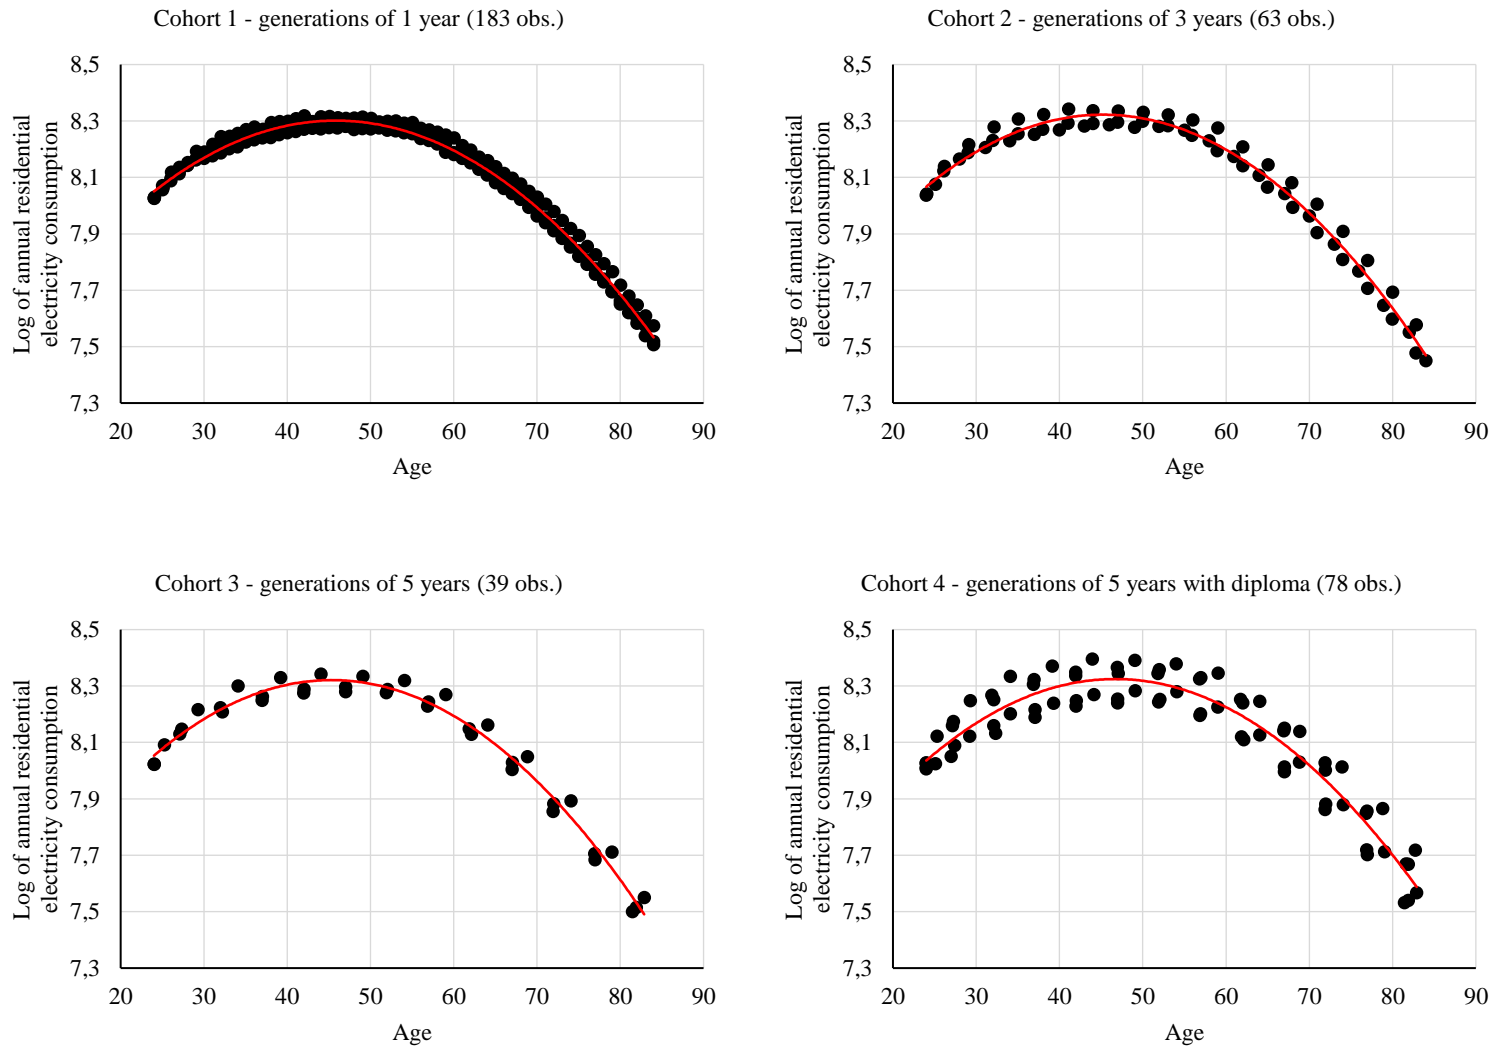 Cohort 1 - generations of 1 year (183 obs.)
8,5
8,3
8,1
7,9
7,7
7,5
7,3
20 30 40 50 60 70 80 90
Log of annual residential
electricity consumption
Age
Cohort 2 - generations of 3 years (63 obs.)
8,5
8,3
8,1
7,9
7,7
7,5
7,3
20 30 40 50 60 70 80 90
Log of annual residential
electricity consumption
Age
Cohort 3 - generations of 5 years (39 obs.)
8,5
8,3
8,1
7,9
7,7
7,5
7,3
20 30 40 50 60 70 80 90
Log of annual residential
electricity consumption
Age
Cohort 4 - generations of 5 years with diploma (78 obs.)
8,5
8,3
8,1
7,9
7,7
7,5
7,3
20 30 40 50 60 70 80 90
Log of annual residential
electricity consumption
Age